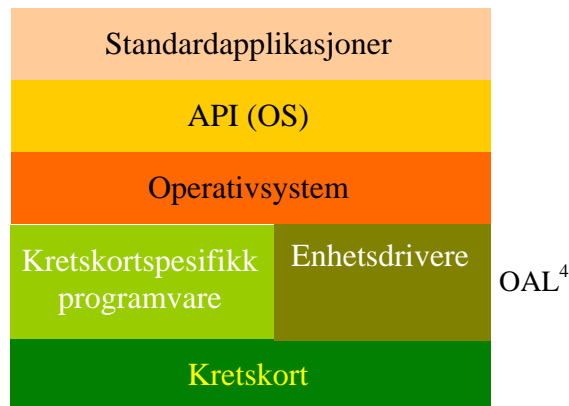 Standardapplikasjoner
API (OS)
Operativsystem
Kretskortspesifikk
programvare
Enhetsdrivere
OAL⁴
Kretskort